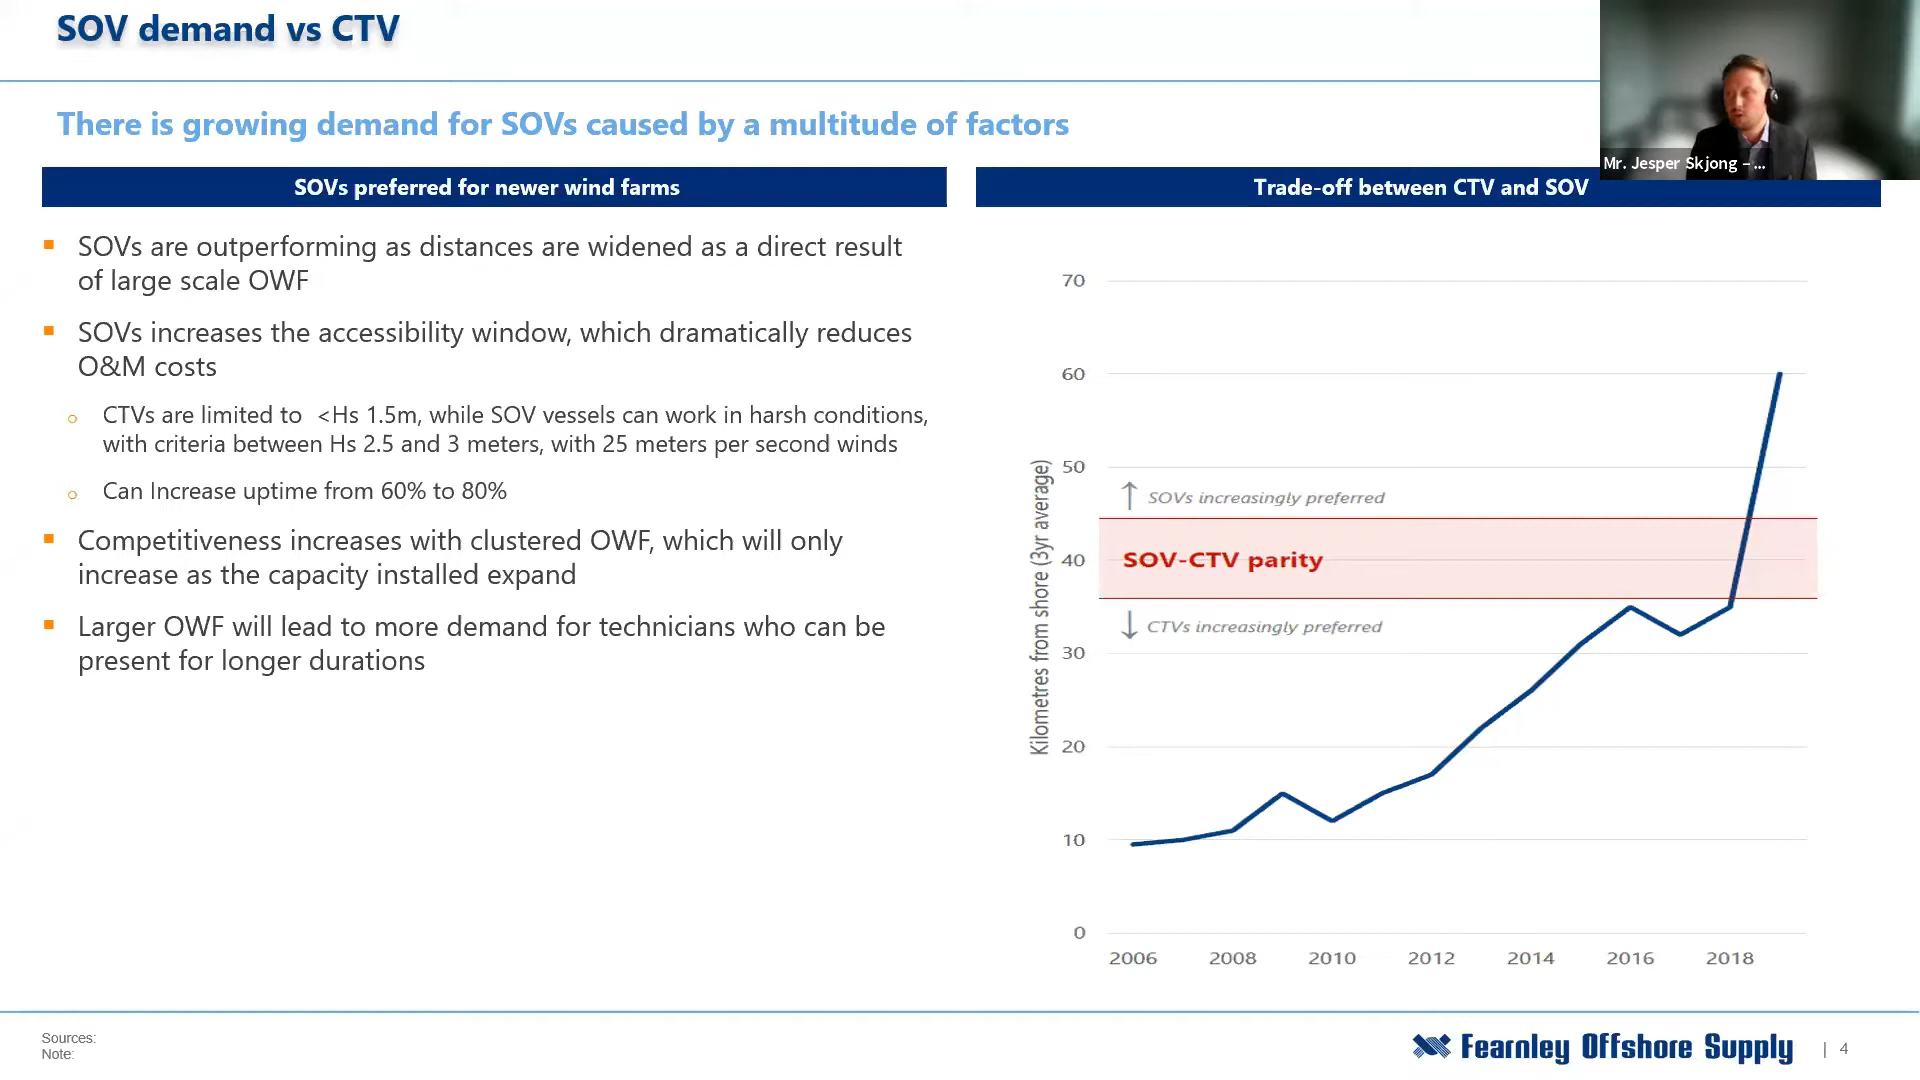 SOV demand vs CTV
There is growing demand for SOVs caused by a multitude of factors
Mr. Jesper Skjong – ...
SOVs preferred for newer wind farms
SOVs are outperforming as distances are widened as a direct result
of large scale OWF
SOVs increases the accessibility window, which dramatically reduces
O&M costs
CTVs are limited to <Hs 1.5m, while SOV vessels can work in harsh conditions,
with criteria between Hs 2.5 and 3 meters, with 25 meters per second winds
Can Increase uptime from 60% to 80%
Competitiveness increases with clustered OWF, which will only
increase as the capacity installed expand
Larger OWF will lead to more demand for technicians who can be
present for longer durations
Trade-off between CTV and SOV
Kilometres from shore (3yr average)
70
60
50
SOVs increasingly preferred
SOV-CTV parity
40
CTVs increasingly preferred
30
20
10
0
2006 2008 2010 2012 2014 2016 2018
Sources:
Note:
Fearnley Offshore Supply
| 4